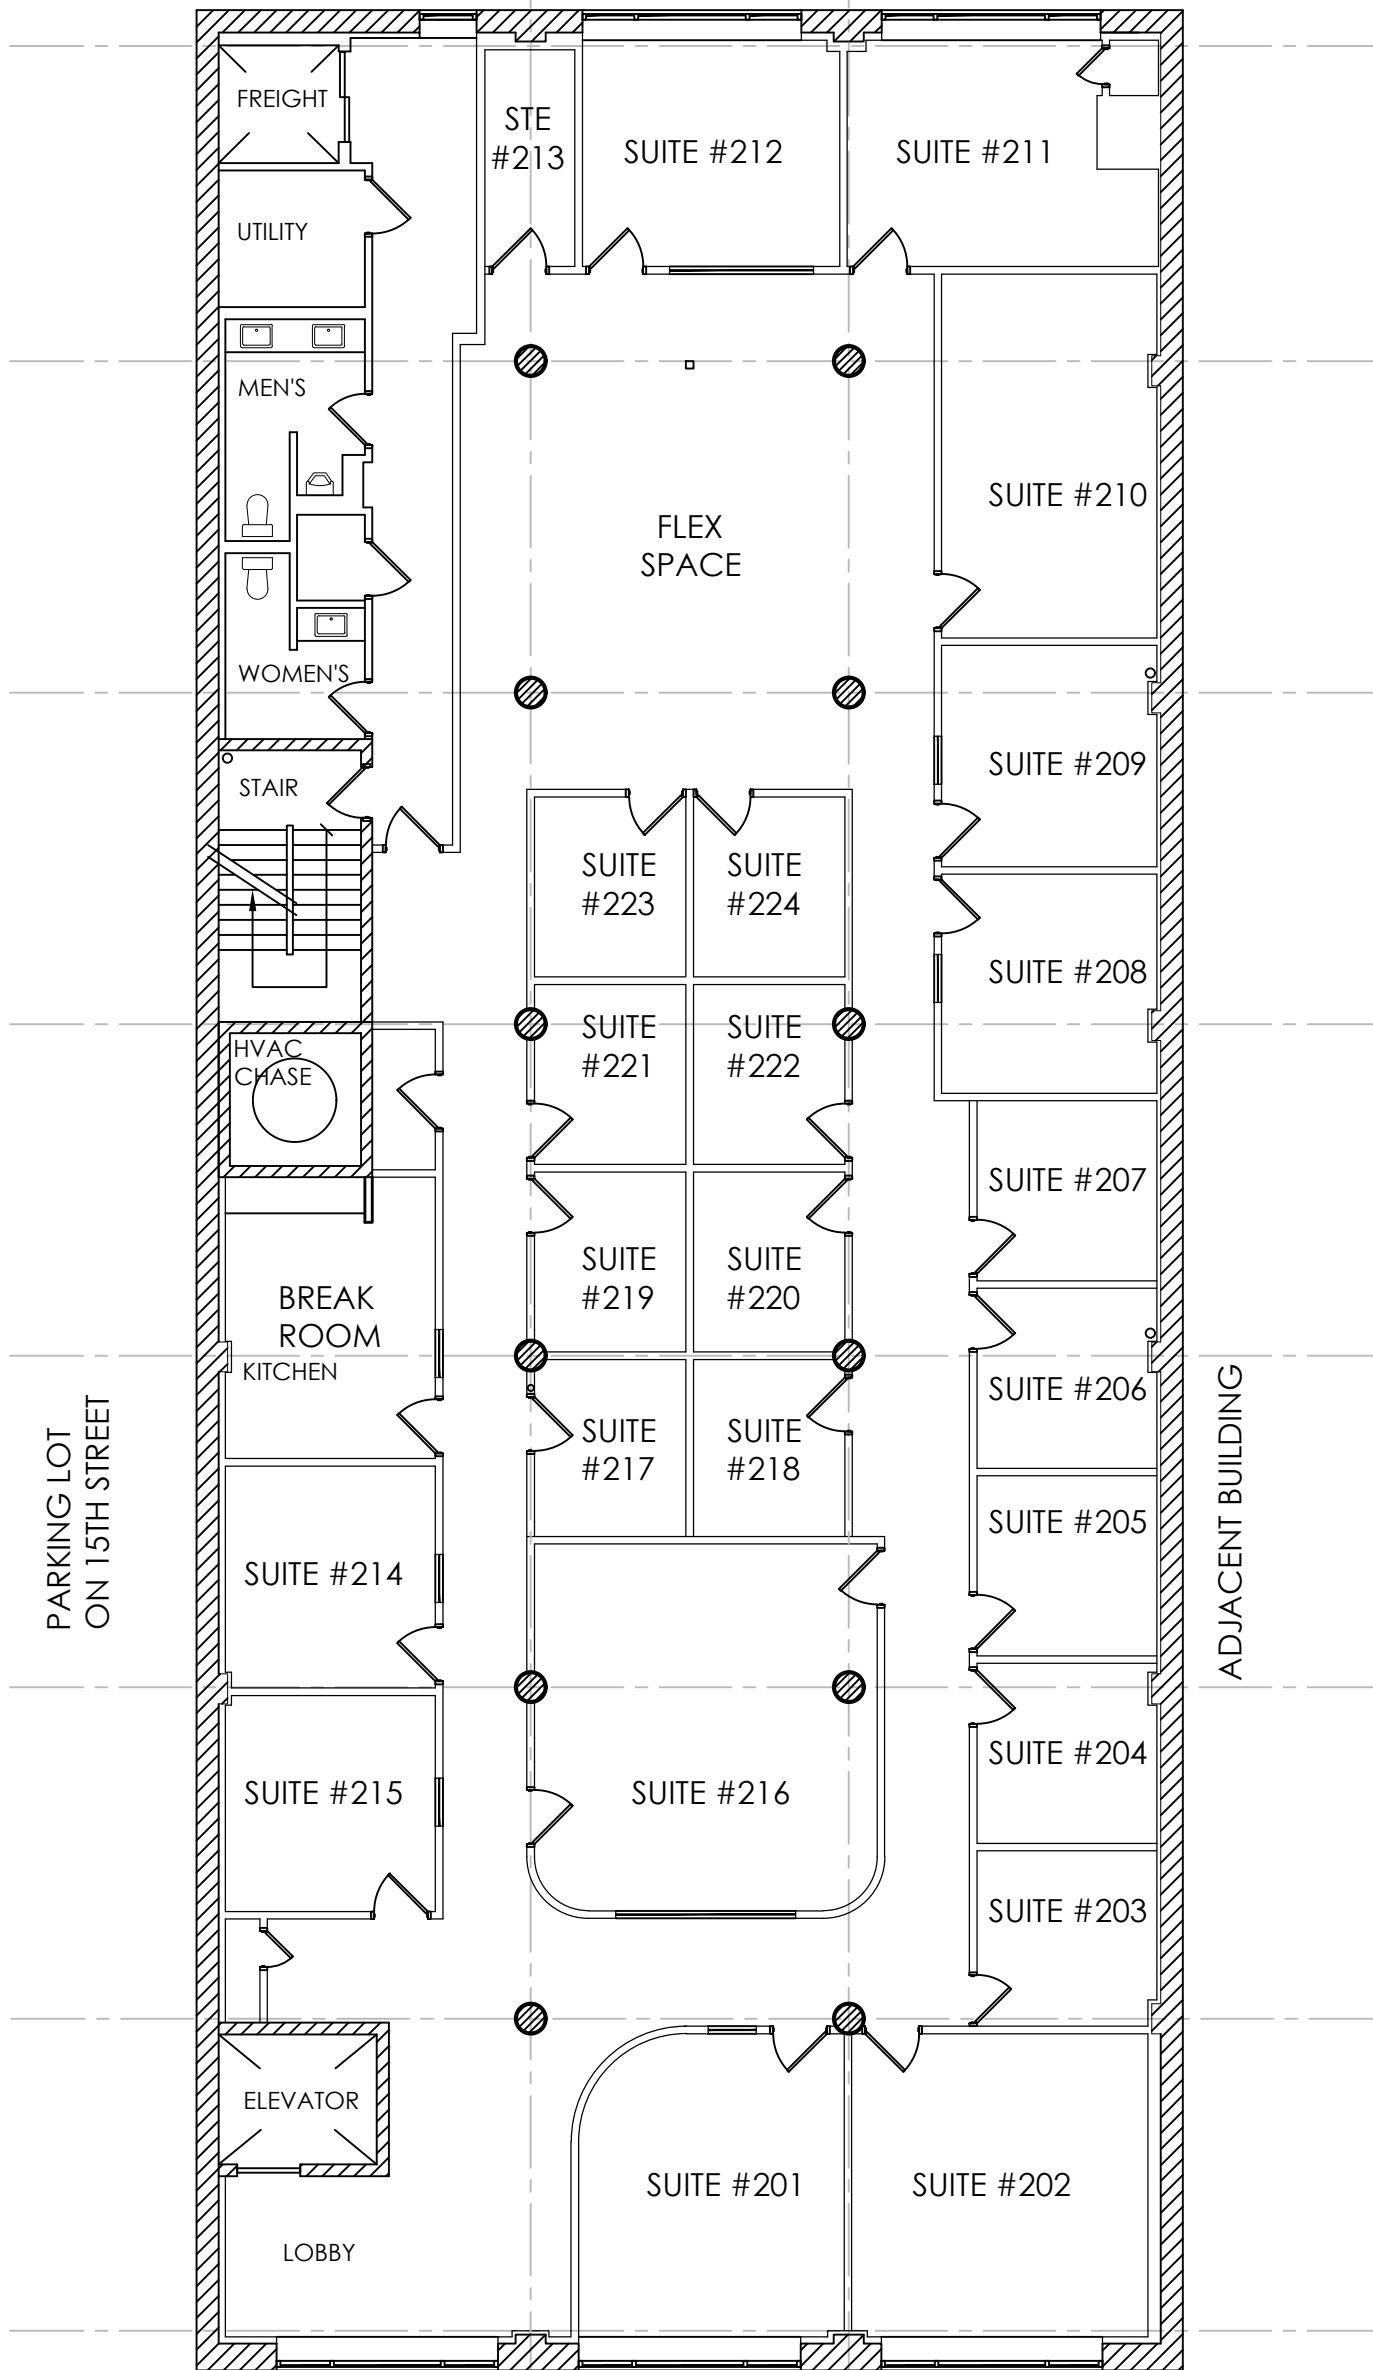 FREIGHT
STE
#213
SUITE #212
SUITE #211
UTILITY
MEN'S
SUITE #210
FLEX
SPACE
WOMEN'S
SUITE #209
STAIR
SUITE
#223
SUITE
#224
SUITE #208
HVAC
CHASE
SUITE
#221
SUITE
#222
SUITE #207
SUITE
#219
SUITE
#220
BREAK
ROOM
KITCHEN
SUITE #206
SUITE
#217
SUITE
#218
PARKING LOT
ON 15TH STREET
ADJACENT BUILDING
SUITE #205
SUITE #214
SUITE #204
SUITE #215
SUITE #216
SUITE #203
ELEVATOR
SUITE #201
SUITE #202
LOBBY